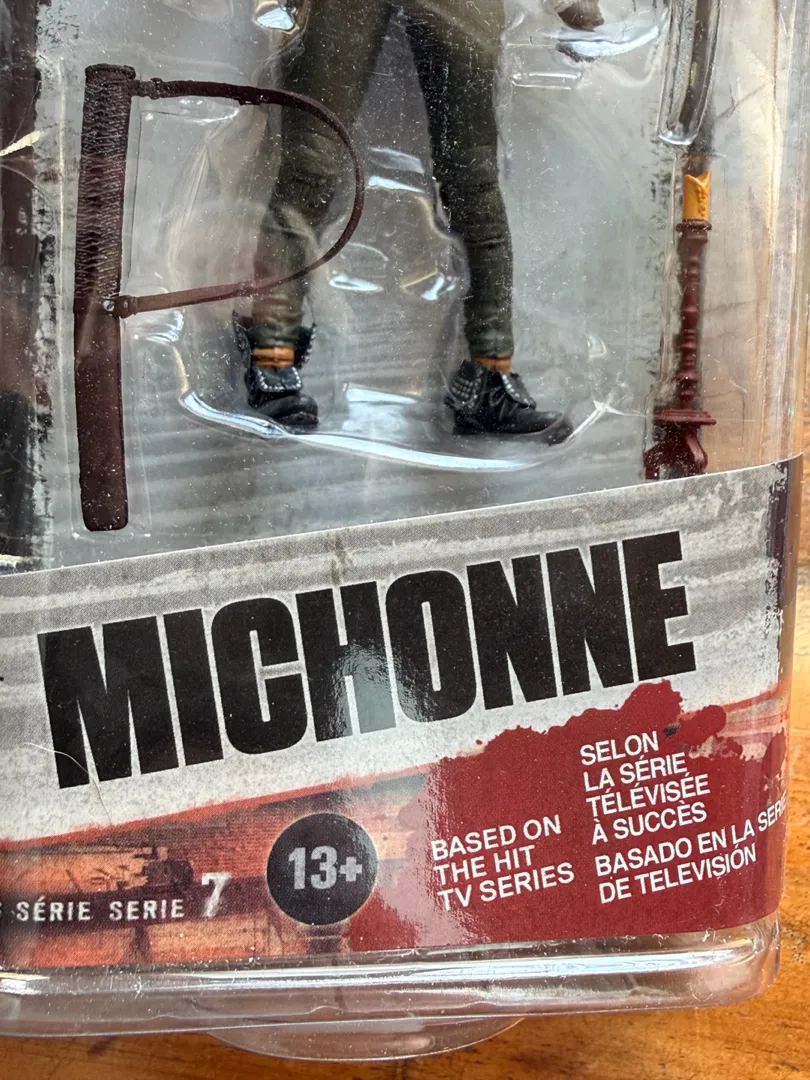 MICHONNE
SELON
LA SÉRIE
TÉLÉVISÉE
À SUCCÈS
BASED ON
THE HIT
TV SERIES
BASADO EN LA SERIE
DE TELEVISIÓN
13+
SÉRIE SERIE 7